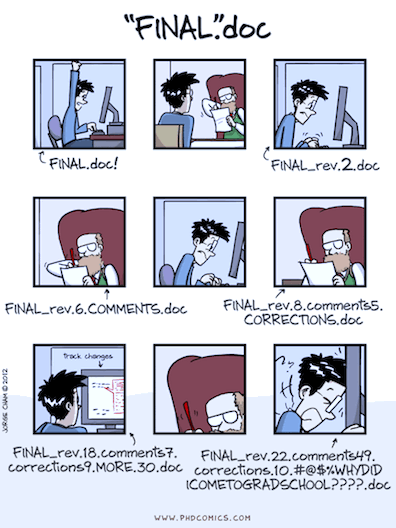 "FINAL".doc
FINAL.doc!
FINAL_rev.2.doc
FINAL_rev.6.COMMENTS.doc
FINAL_rev.8.comments5.
CORRECTIONS.doc
track changes
FINAL_rev.18.comments7.
corrections9.MORE.30.doc
FINAL_rev.22.comments49.
corrections.10.#@$%WHYDID
ICOMETOGRADSCHOOL????.doc
JORGE CHAM © 2012
WWW.PHDCOMICS.COM